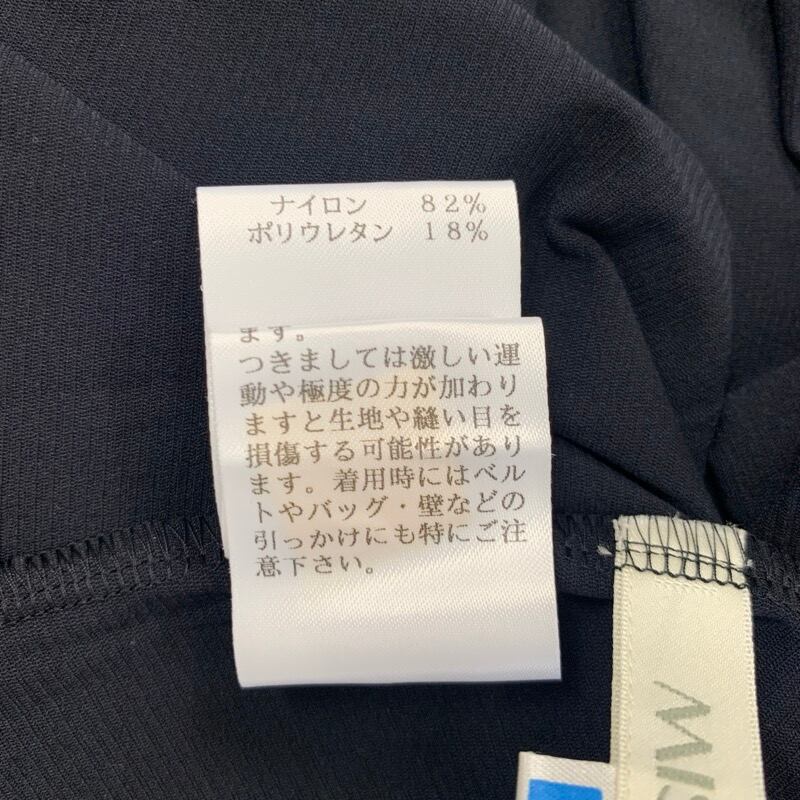 ナイロン　８２％
ポリウレタン　１８％
ます。
つきましては激しい運
動や極度の力が加わり
ますと生地や縫い目を
損傷する可能性があり
ます。着用時にはベル
トやバッグ・壁などの
引っかけにも特にご注
意下さい。
MIS